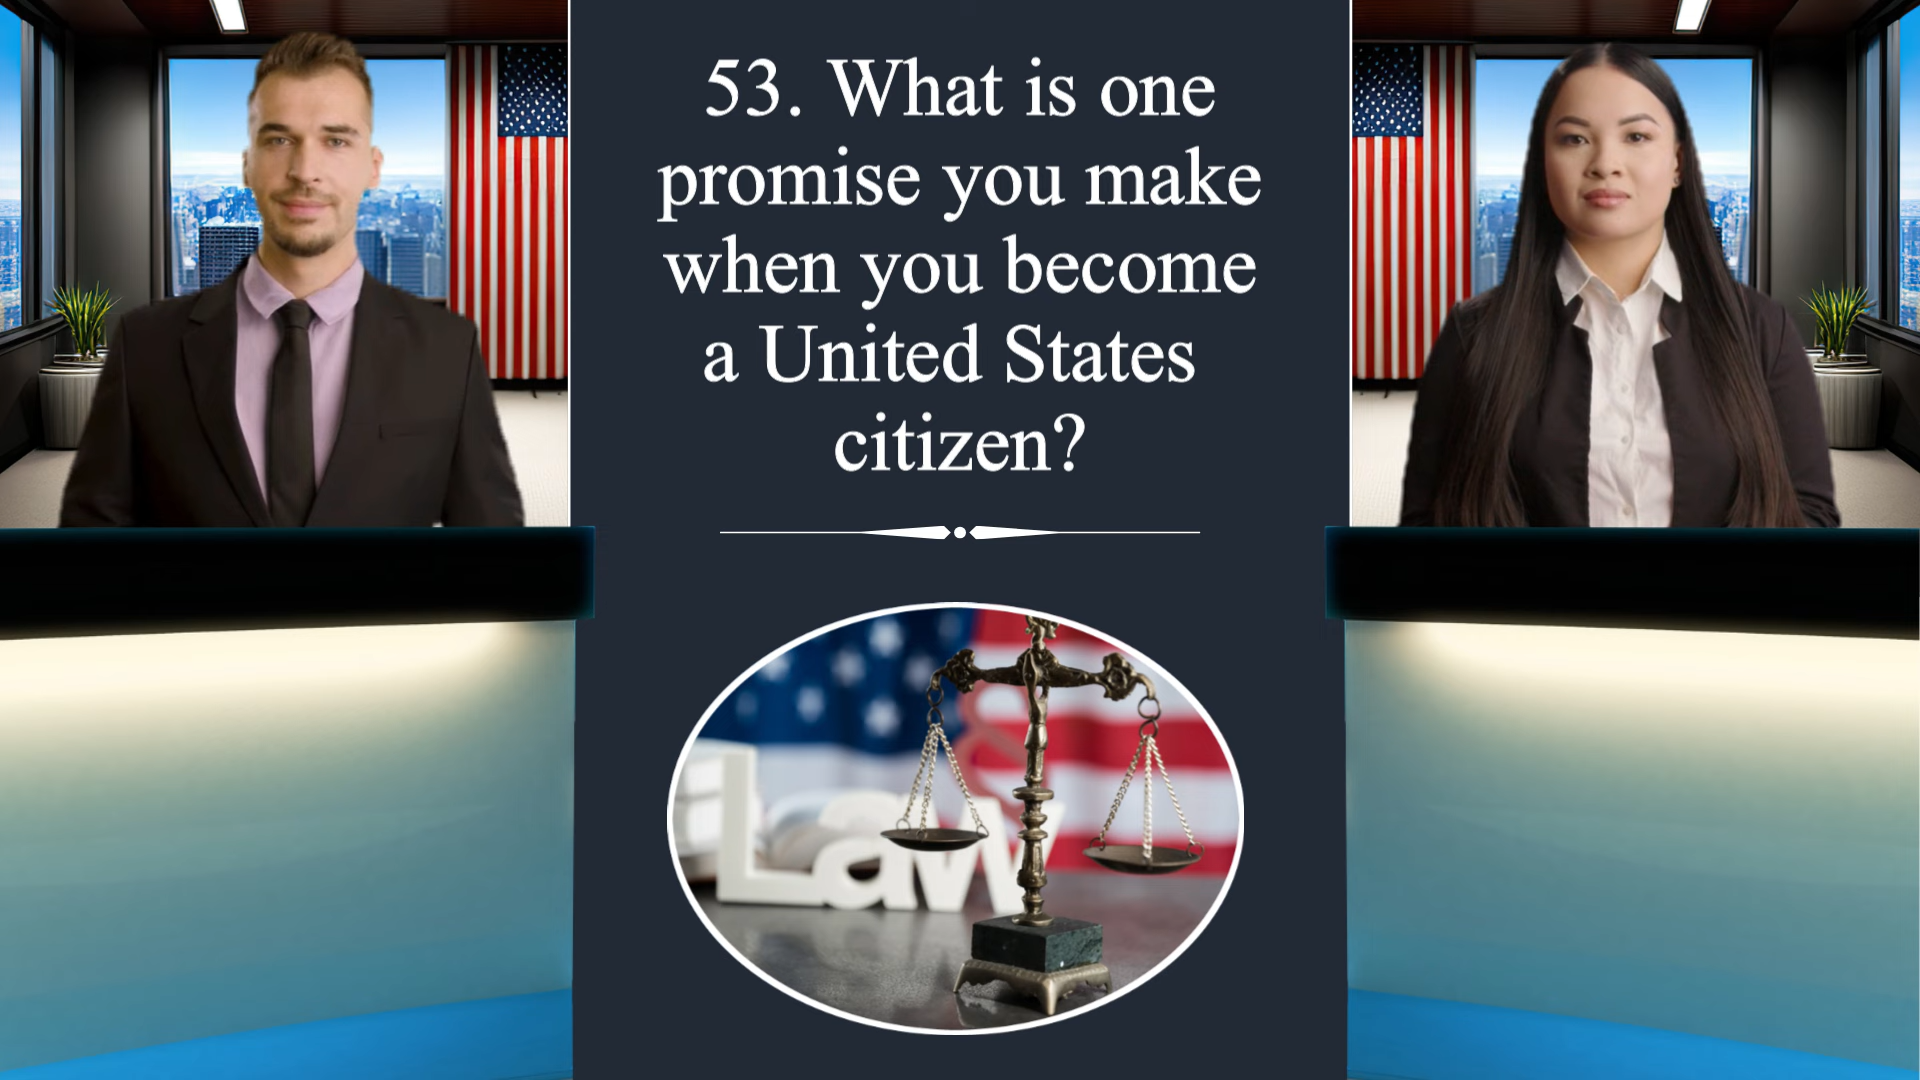 53. What is one
promise you make
when you become
a United States
citizen?
Law